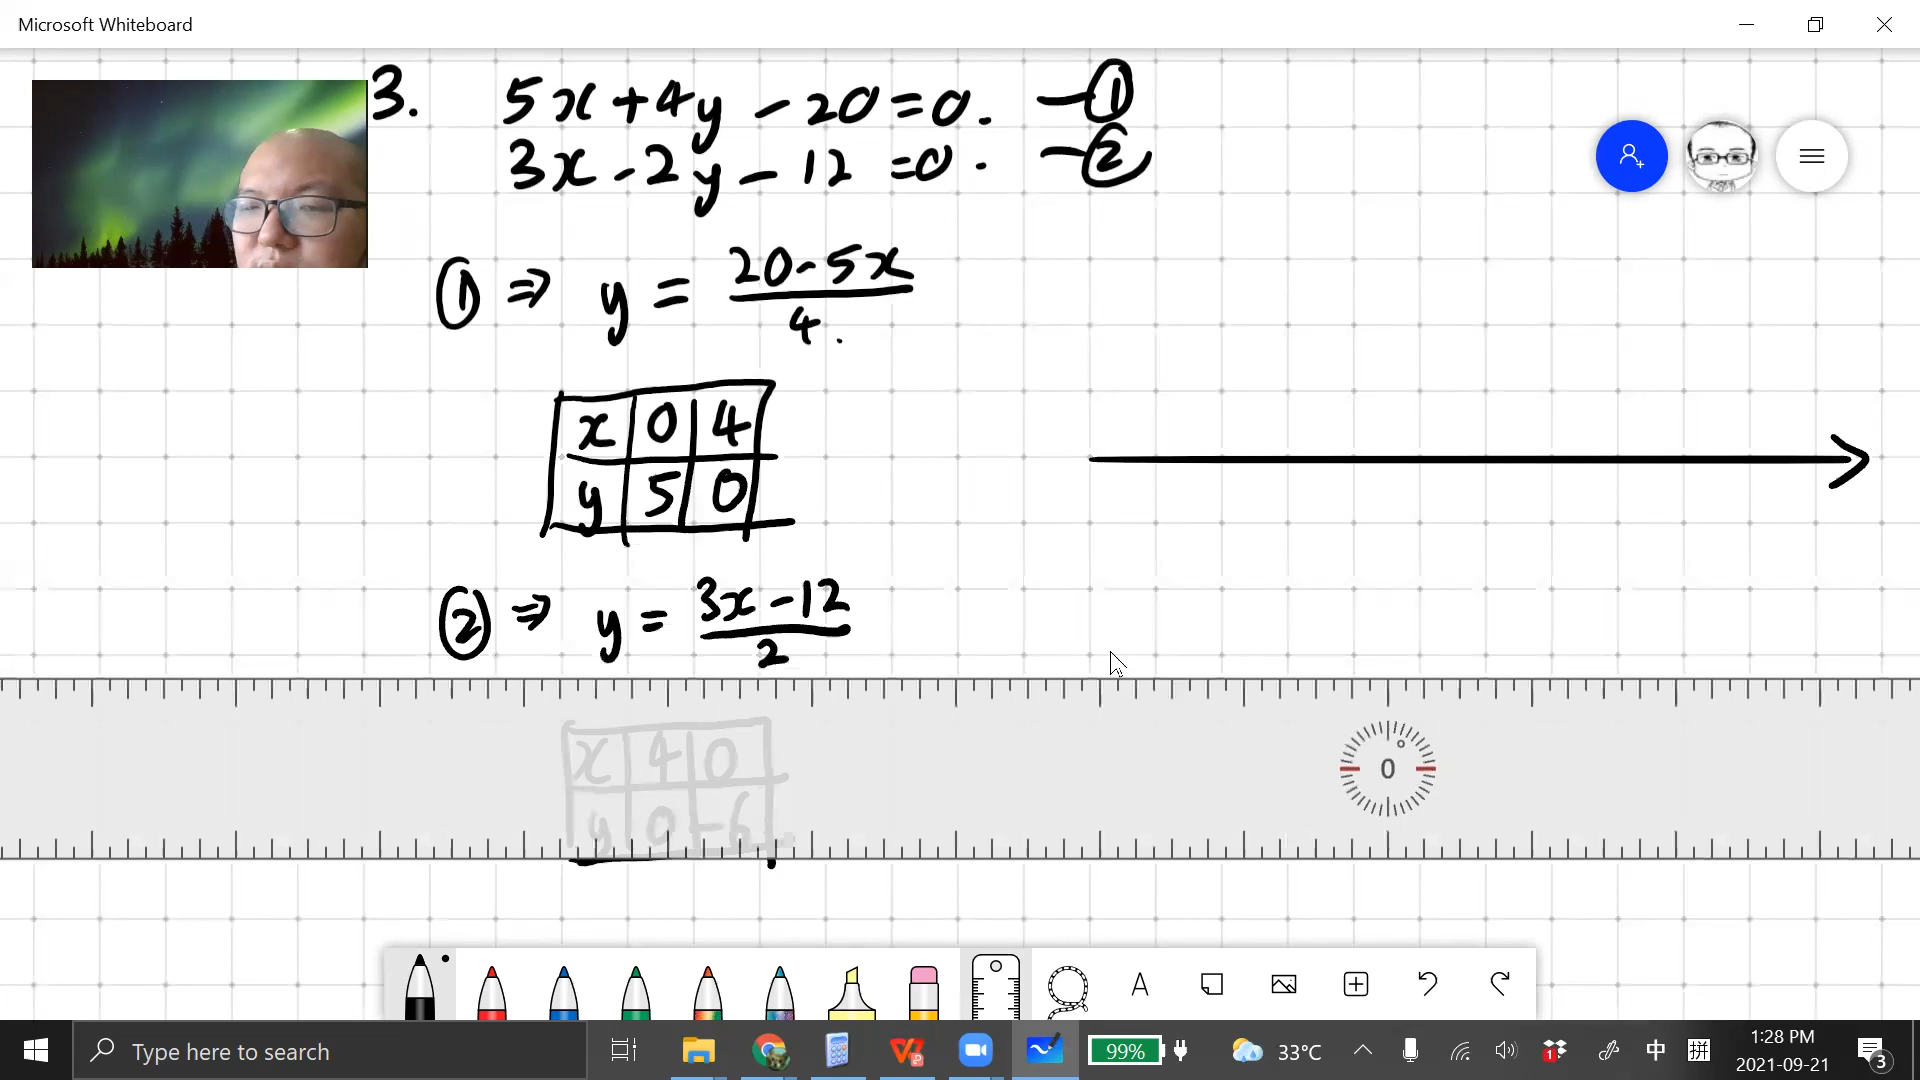 Microsoft Whiteboard
3. 5x + 4y - 20 = 0. - ①
3x - 2y - 12 = 0. - ②
① ⇒ y = 20 - 5x
4.
x 0 4
y 5 0
② ⇒ y = 3x - 12
2
x 4 0
y 0 -6
0
A
Type here to search
99%
33°C
1
中
拼
1:28 PM
2021-09-21
3